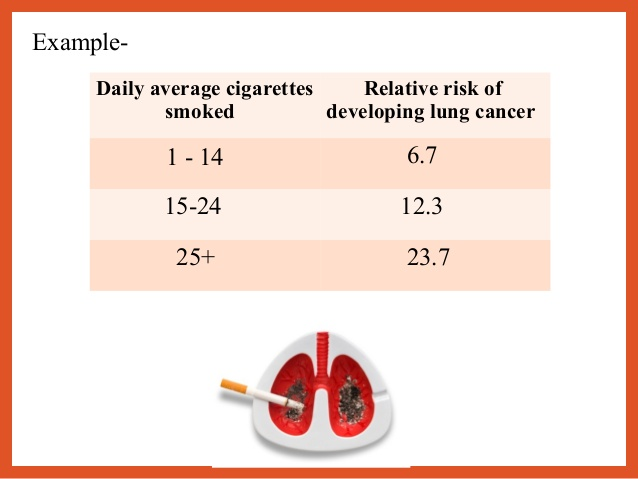 Example-
Daily average cigarettes smoked
Relative risk of developing lung cancer
1 - 14
6.7
15-24
12.3
25+
23.7